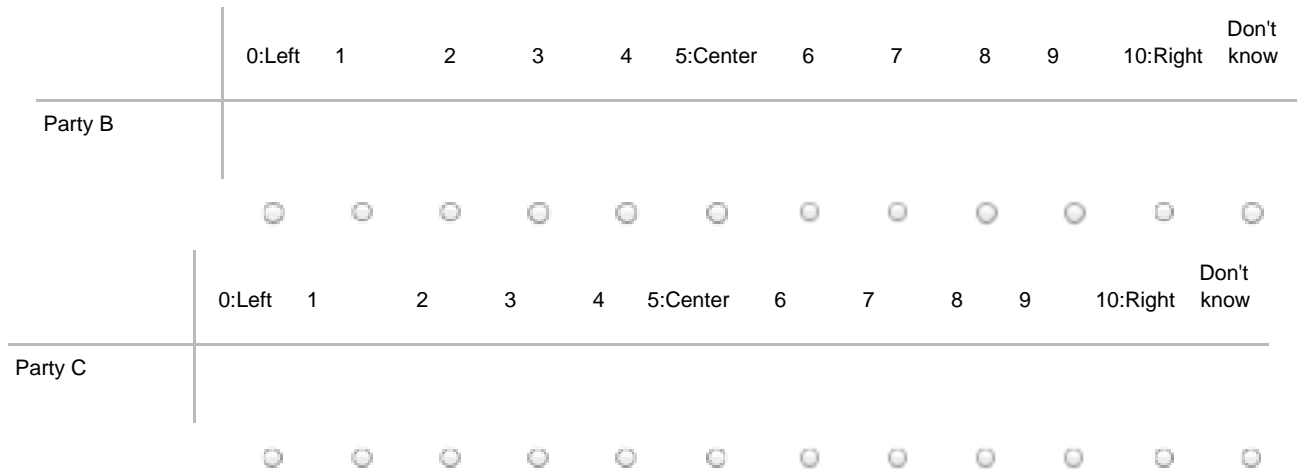 Don't
0:Left 1 2 3 4 5:Center 6 7 8 9 10:Right know
Party B
Don't
0:Left 1 2 3 4 5:Center 6 7 8 9 10:Right know
Party C